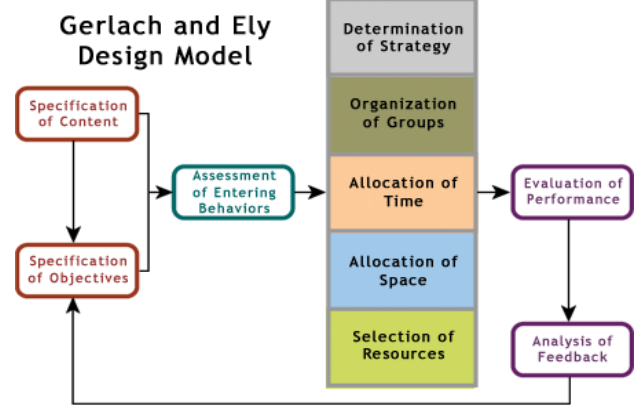 Gerlach and Ely
Design Model
Specification
of Content
Specification
of Objectives
Assessment
of Entering
Behaviors
Determination
of Strategy
Organization
of Groups
Allocation of
Time
Allocation of
Space
Selection of
Resources
Evaluation of
Performance
Analysis of
Feedback